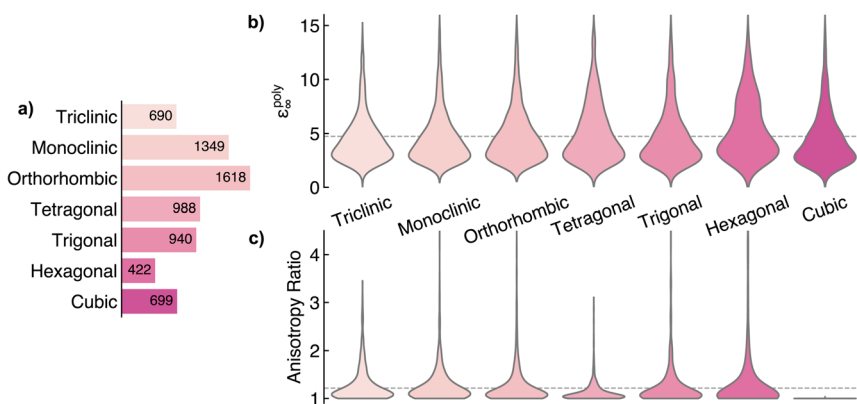 a)
Triclinic 690
Monoclinic 1349
Orthorhombic 1618
Tetragonal 988
Trigonal 940
Hexagonal 422
Cubic 699
b)
ε∞^poly
15
10
5
0
Triclinic Monoclinic Orthorhombic Tetragonal Trigonal Hexagonal Cubic
c)
Anisotropy Ratio
4
3
2
1